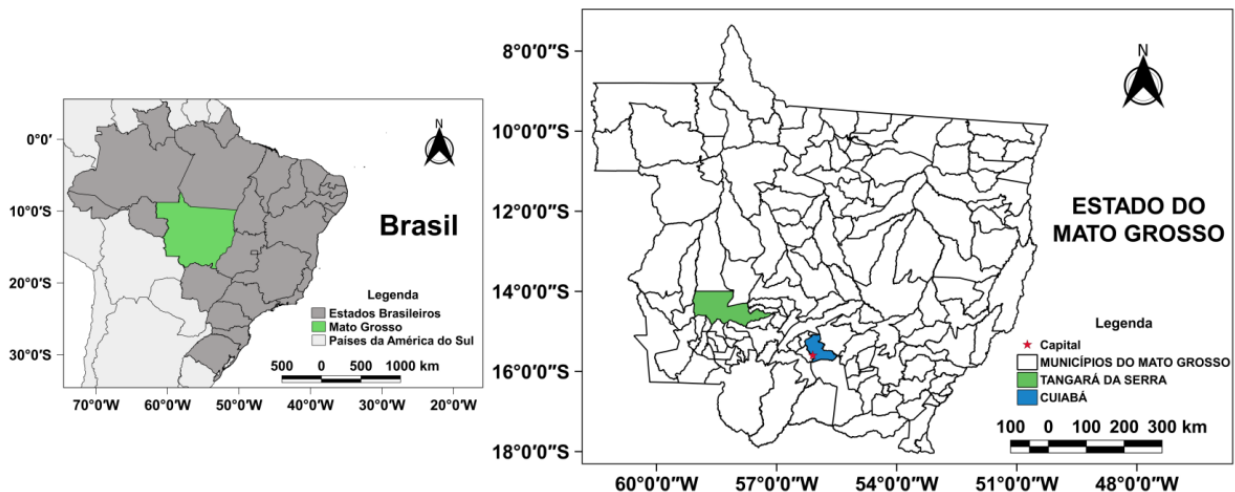 N
0°0′
10°0′S
20°0′S
30°0′S
Brasil
Legenda
Estados Brasileiros
Mato Grosso
Países da América do Sul
500 0 500 1000 km
70°0′W 60°0′W 50°0′W 40°0′W 30°0′W 20°0′W
N
8°0′0″S
10°0′0″S
12°0′0″S
14°0′0″S
16°0′0″S
18°0′0″S
ESTADO DO
MATO GROSSO
Legenda
Capital
MUNICÍPIOS DO MATO GROSSO
TANGARÁ DA SERRA
CUIABÁ
100 0 100 200 300 km
60°0′0″W 57°0′0″W 54°0′0″W 51°0′0″W 48°0′0″W